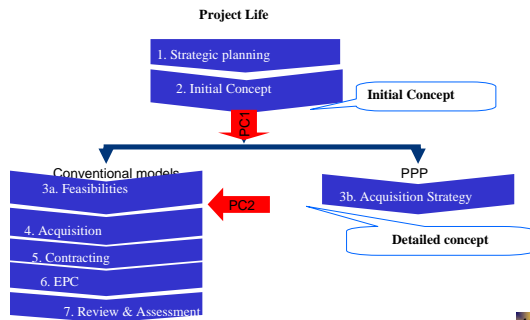 Project Life
1. Strategic planning
2. Initial Concept
Initial Concept
PC1
Conventional models
PPP
3a. Feasibilities
3b. Acquisition Strategy
PC2
4. Acquisition
Detailed concept
5. Contracting
6. EPC
7. Review & Assessment